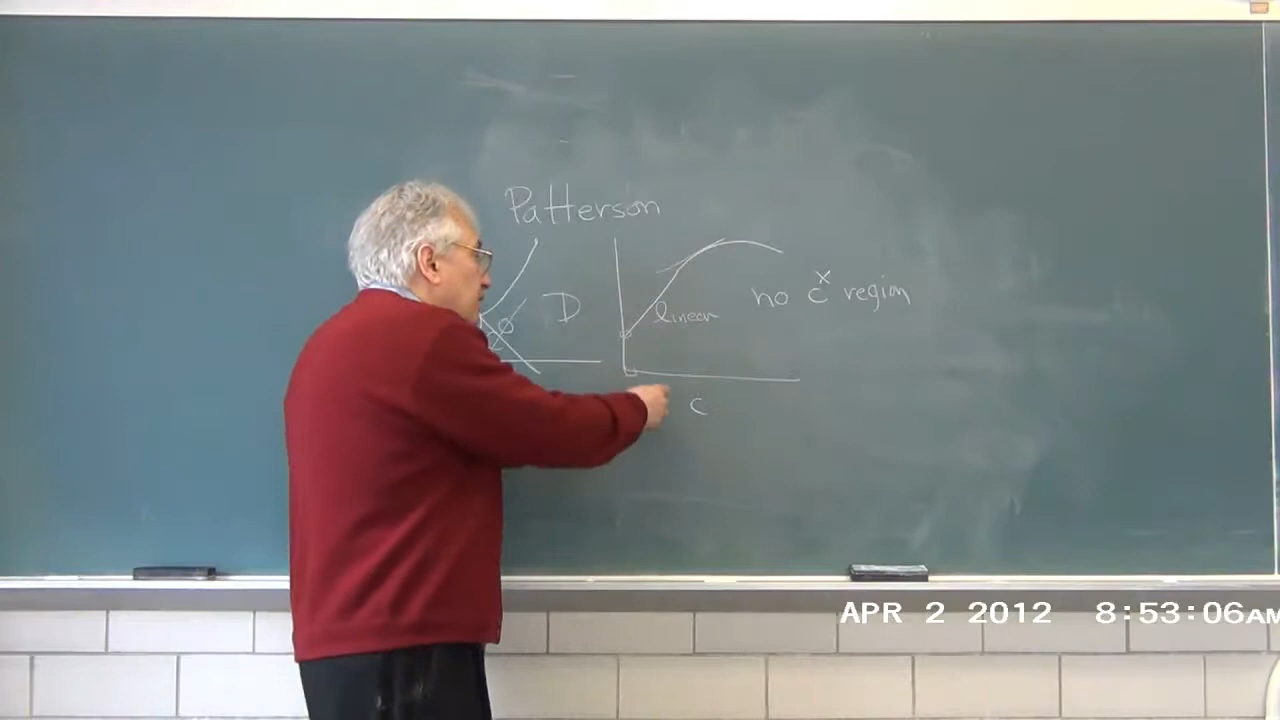 Patterson
D
linear
no c^x region
c
APR 2 2012 8:53:06AM